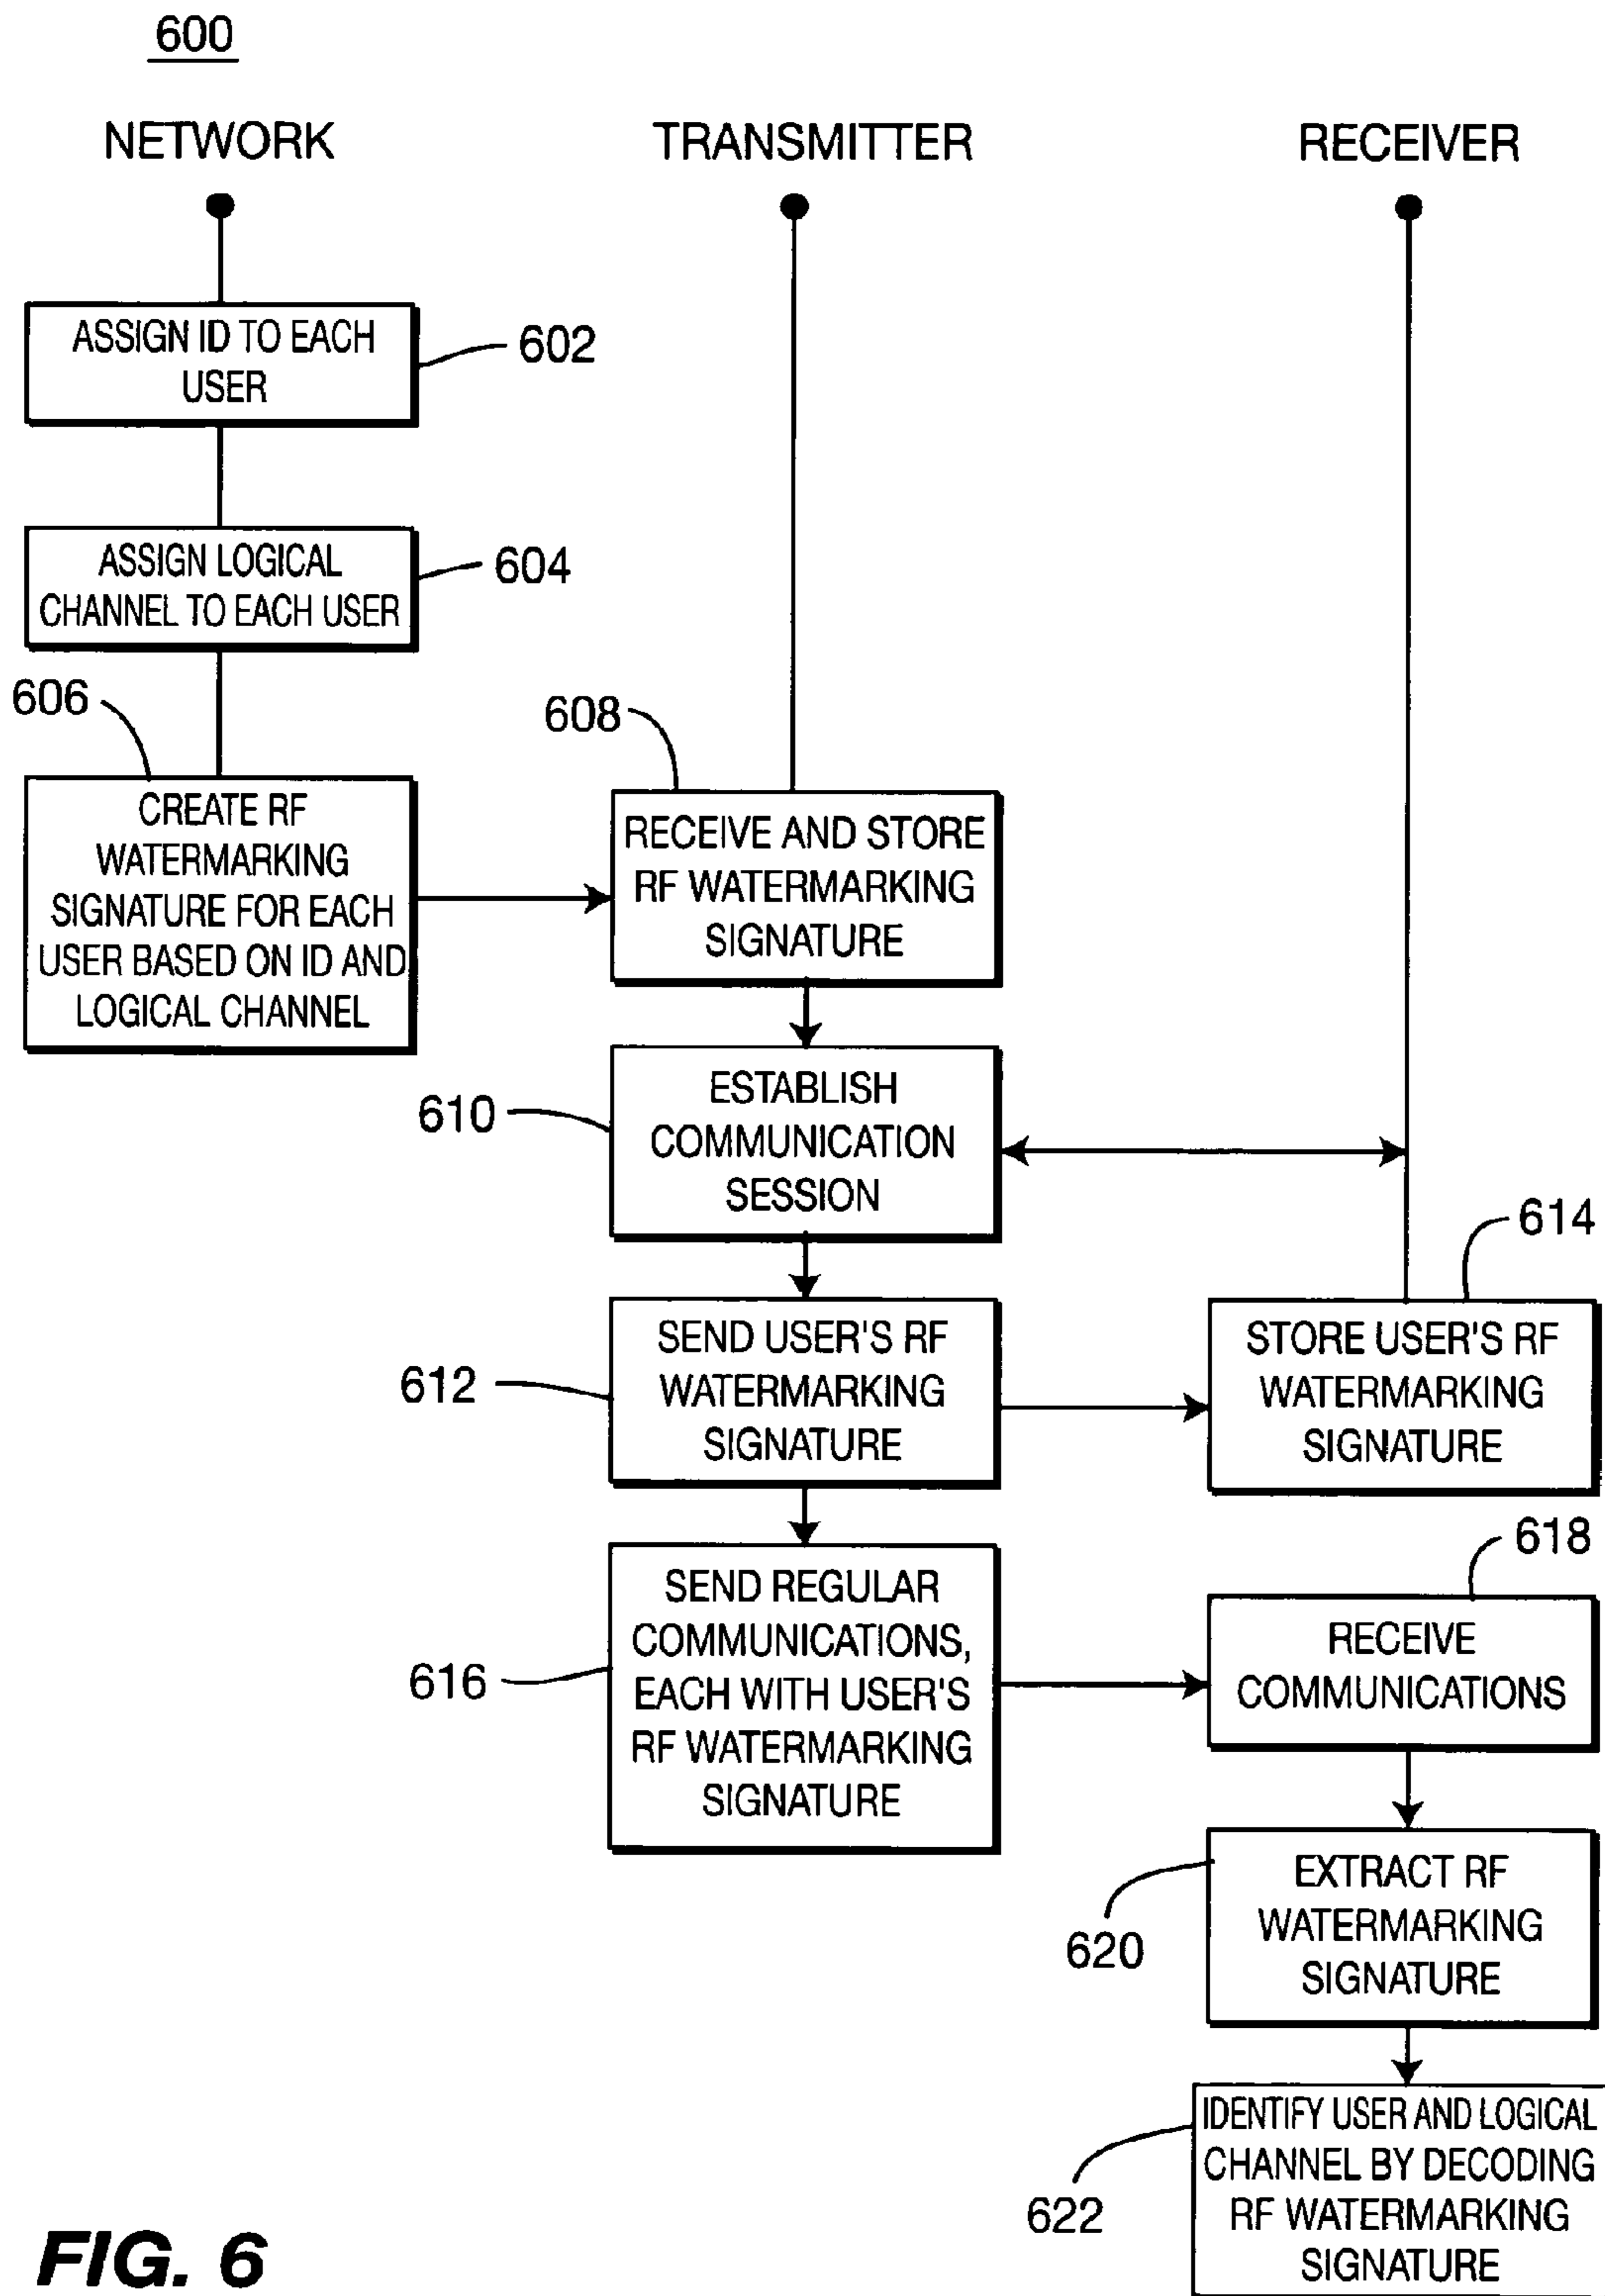 600
NETWORK
TRANSMITTER
RECEIVER
ASSIGN ID TO EACH
USER
602
ASSIGN LOGICAL
CHANNEL TO EACH USER
604
606
CREATE RF
WATERMARKING
SIGNATURE FOR EACH
USER BASED ON ID AND
LOGICAL CHANNEL
608
RECEIVE AND STORE
RF WATERMARKING
SIGNATURE
610
ESTABLISH
COMMUNICATION
SESSION
612
SEND USER'S RF
WATERMARKING
SIGNATURE
614
STORE USER'S RF
WATERMARKING
SIGNATURE
616
SEND REGULAR
COMMUNICATIONS,
EACH WITH USER'S
RF WATERMARKING
SIGNATURE
618
RECEIVE
COMMUNICATIONS
620
EXTRACT RF
WATERMARKING
SIGNATURE
622
IDENTIFY USER AND LOGICAL
CHANNEL BY DECODING
RF WATERMARKING
SIGNATURE
FIG. 6